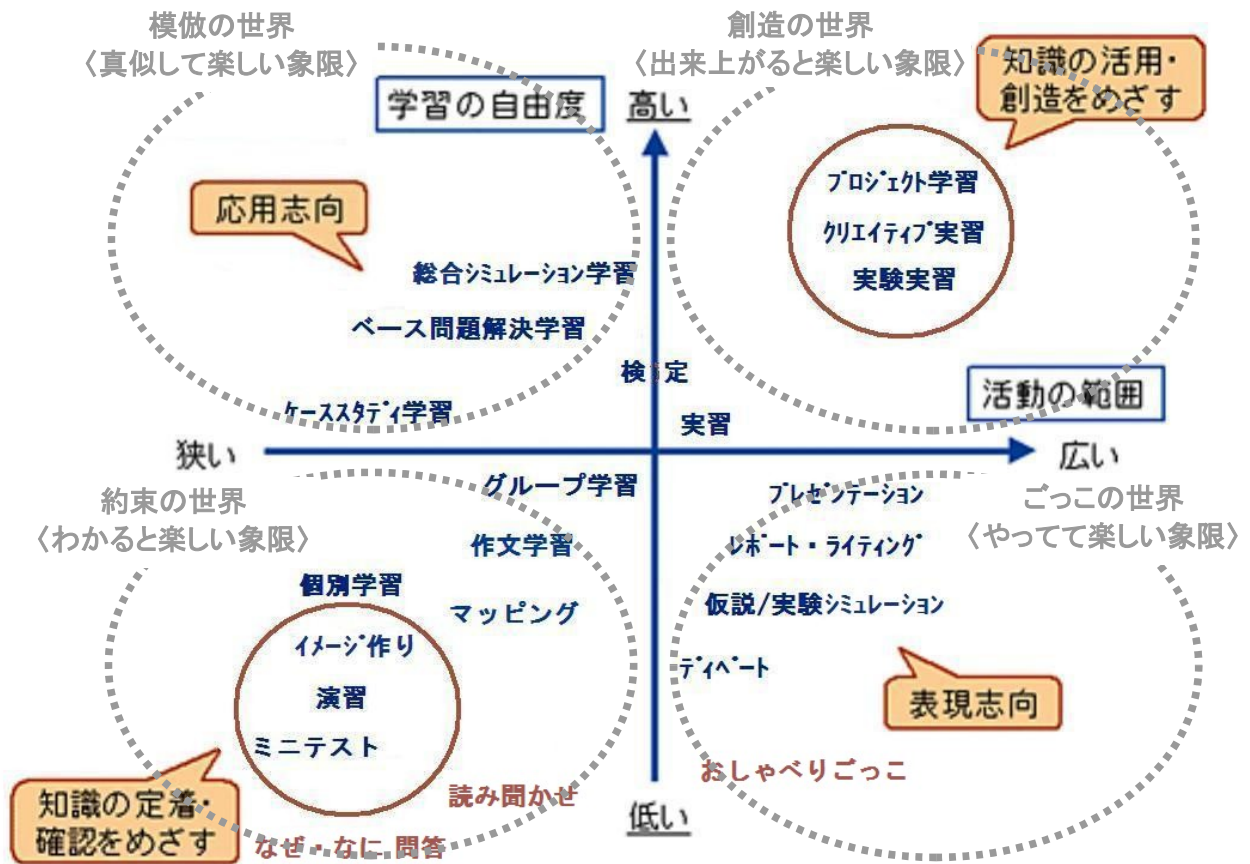 模倣の世界
〈真似して楽しい象限〉
創造の世界
〈出来上がると楽しい象限〉
知識の活用・
創造をめざす
学習の自由度
高い
プロジェクト学習
クリエイティブ実習
実験実習
応用志向
総合シミュレーション学習
ベース問題解決学習
検定
活動の範囲
ケーススタディ学習
実習
狭い
広い
約束の世界
〈わかると楽しい象限〉
グループ学習
プレゼンテーション
ごっこの世界
〈やってて楽しい象限〉
作文学習
レポート・ライティング
個別学習
マッピング
仮説/実験シミュレーション
イメージ作り
ディベート
演習
表現志向
ミニテスト
おしゃべりごっこ
知識の定着・
確認をめざす
読み聞かせ
低い
なぜ・なに 問答